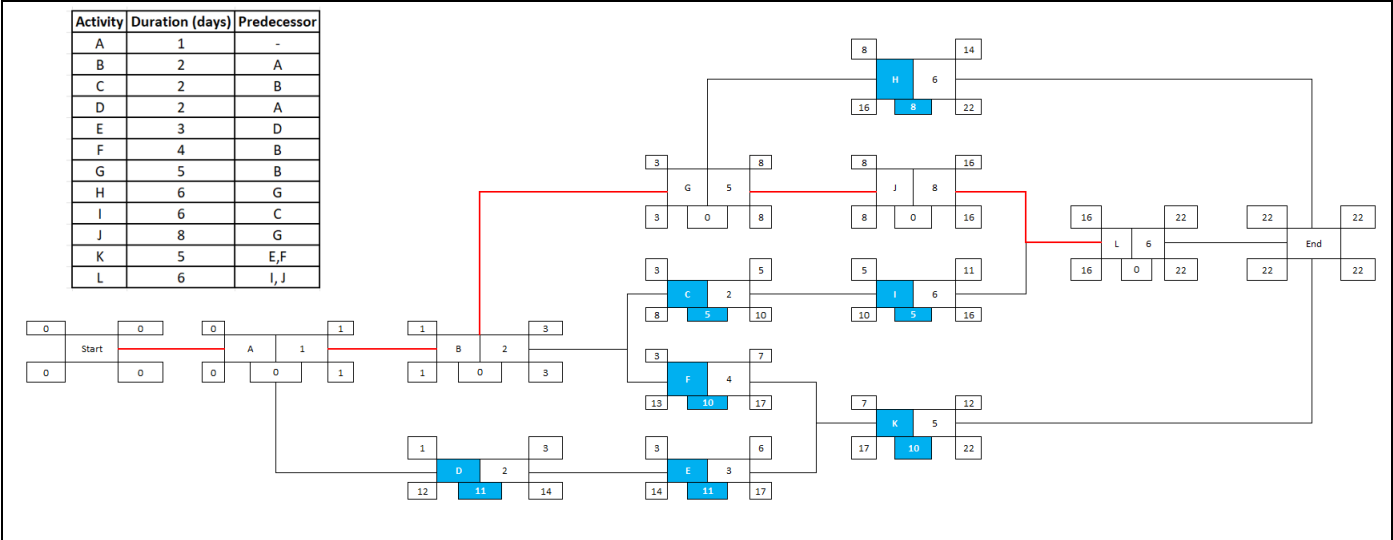 Activity Duration (days) Predecessor
A 1 -
B 2 A
C 2 B
D 2 A
E 3 D
F 4 B
G 5 B
H 6 G
I 6 C
J 8 G
K 5 E,F
L 6 I, J
8 14
H 6
16 8 22
3 8
G 5
3 0 8
8 16
J 8
8 0 16
16 22
L 6
16 0 22
22 22
End
22 22
3 5
C 2
8 5 10
5 11
I 6
10 5 16
0 0
Start
0 0
0 1
A 1
0 0 1
1 3
B 2
1 0 3
3 7
F 4
13 10 17
7 12
K 5
17 10 22
1 3
D 2
12 11 14
3 6
E 3
14 11 17